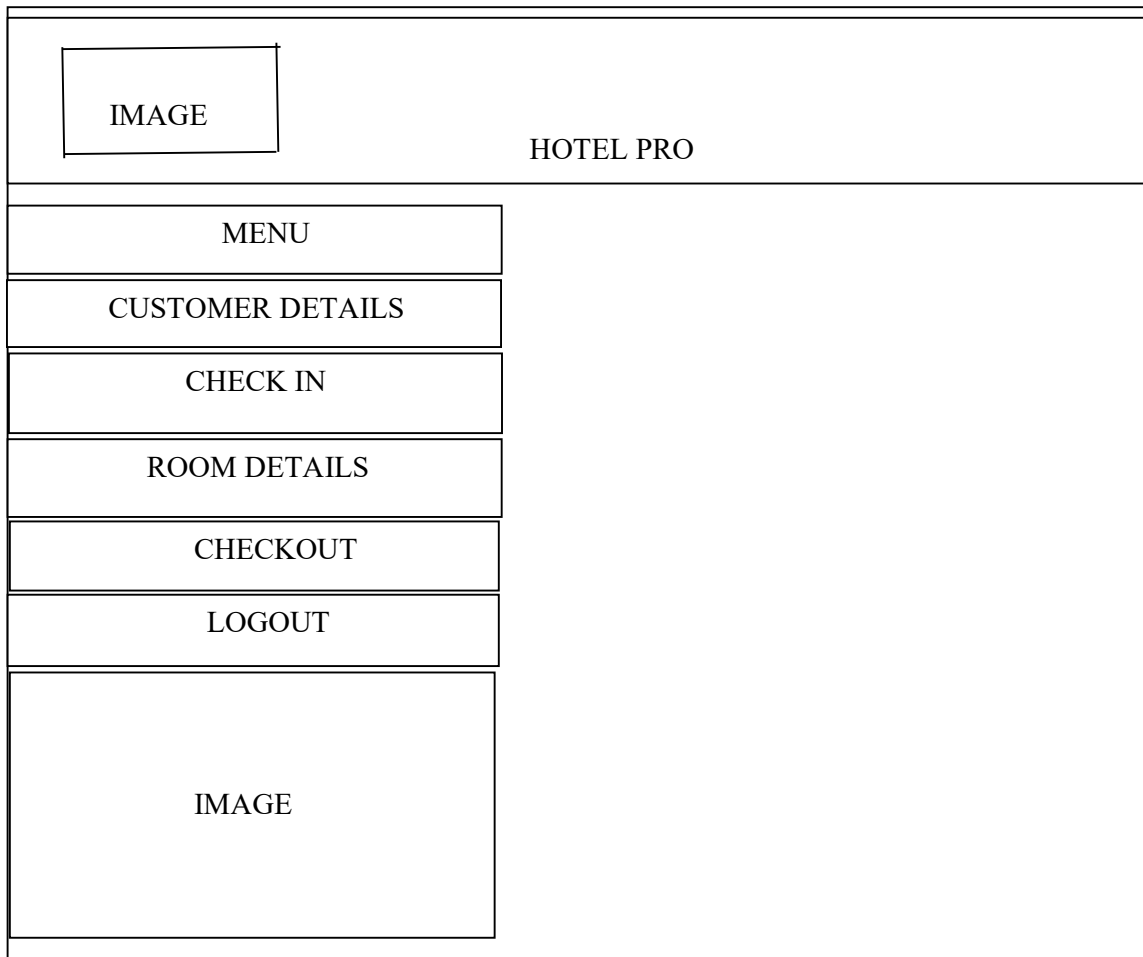 IMAGE
HOTEL PRO
MENU
CUSTOMER DETAILS
CHECK IN
ROOM DETAILS
CHECKOUT
LOGOUT
IMAGE